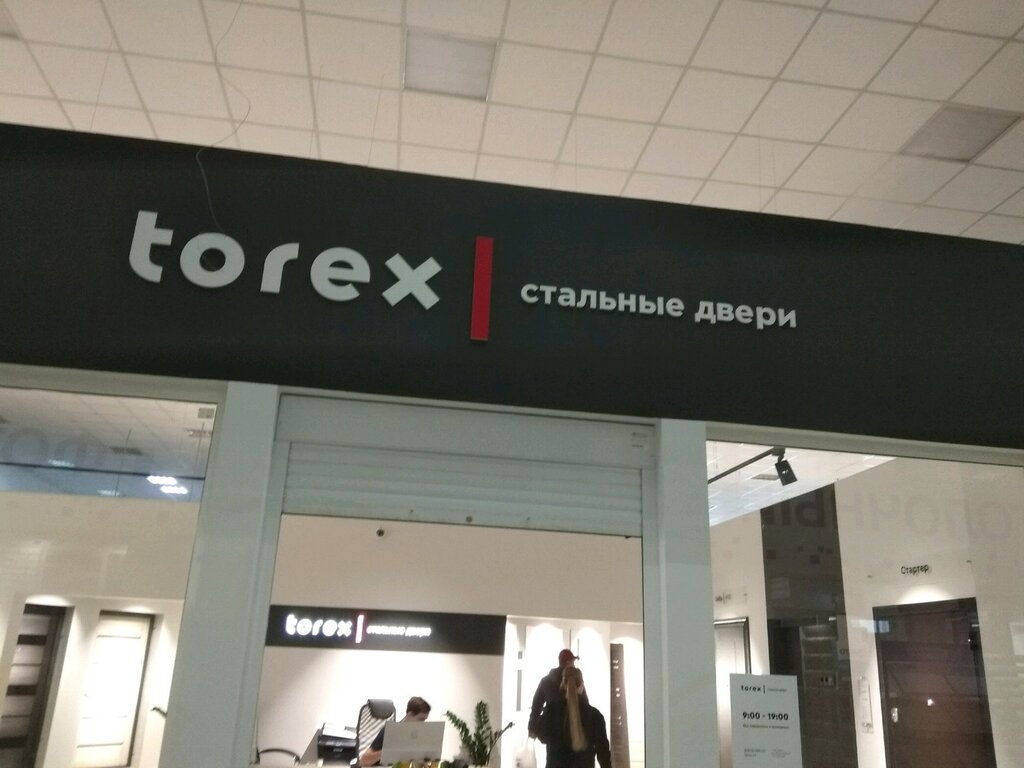 torex | стальные двери
torex | стальные двери
Стартер
torex |
9:00 - 19:00